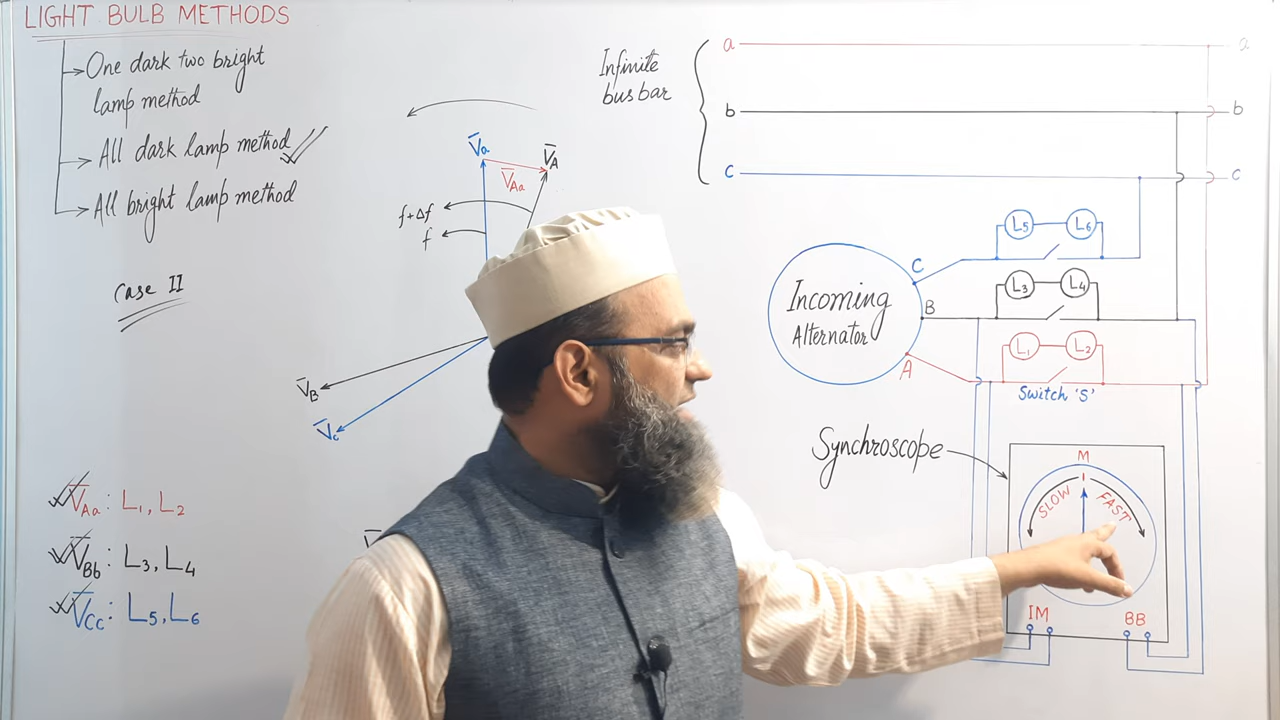 LIGHT BULB METHODS
One dark two bright
lamp method
All dark lamp method
All bright lamp method
Case II
V̅Aa: L1, L2
V̅Bb: L3, L4
V̅Cc: L5, L6
V̅a
V̅A
V̅Aa
f+Δf
f
V̅B
V̅c
V̅
Infinite
bus bar
a
a
b
b
c
c
L5
L6
C
L3
L4
B
L1
L2
A
Switch 'S'
Incoming
Alternator
Synchroscope
M
SLOW
FAST
IM
BB